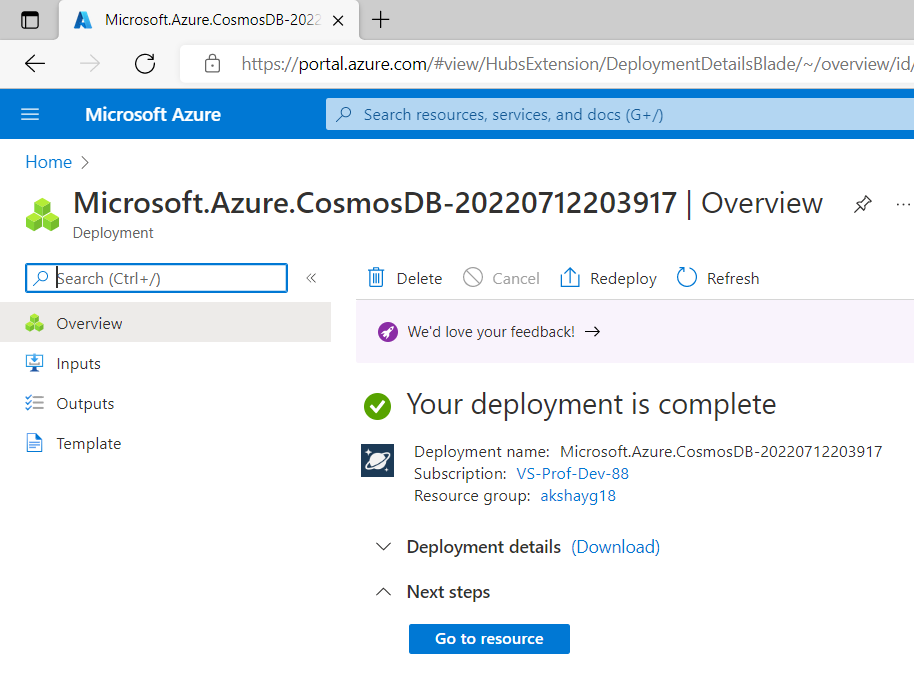 Microsoft.Azure.CosmosDB-2022
https://portal.azure.com/#view/HubsExtension/DeploymentDetailsBlade/~/overview/id/
Microsoft Azure
Search resources, services, and docs (G+/)
Home
Microsoft.Azure.CosmosDB-20220712203917 | Overview
Deployment
Search (Ctrl+/)
Delete
Cancel
Redeploy
Refresh
Overview
Inputs
Outputs
Template
We'd love your feedback!
Your deployment is complete
Deployment name: Microsoft.Azure.CosmosDB-20220712203917
Subscription: VS-Prof-Dev-88
Resource group: akshayg18
Deployment details (Download)
Next steps
Go to resource